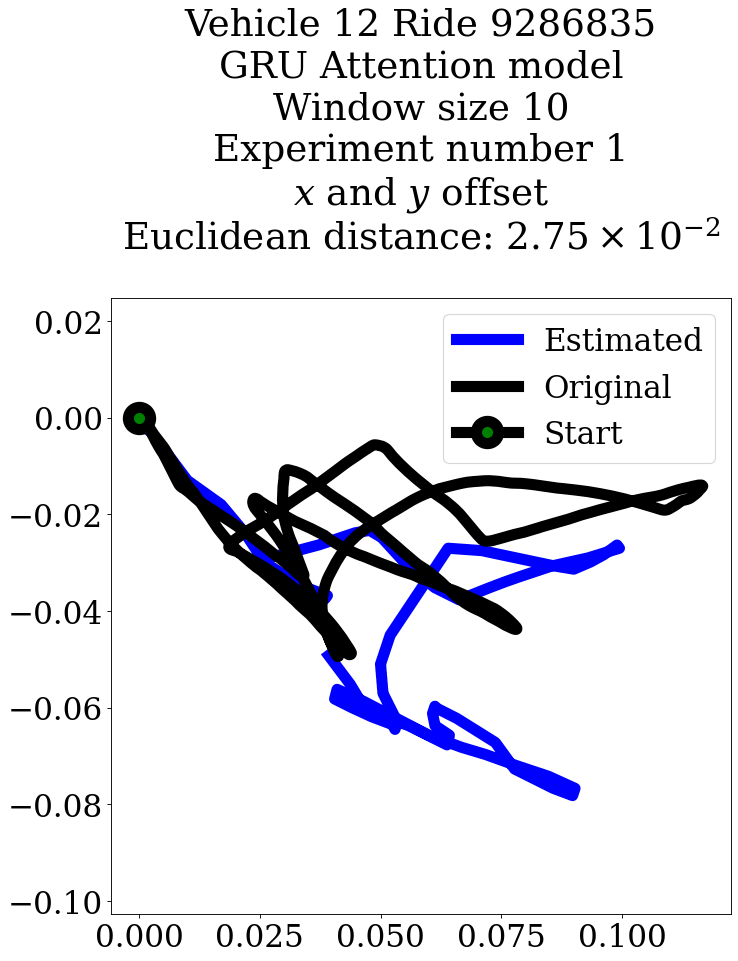 Vehicle 12 Ride 9286835
GRU Attention model
Window size 10
Experiment number 1
x and y offset
Euclidean distance: 2.75 × 10⁻²
Estimated
Original
Start
0.02
0.00
−0.02
−0.04
−0.06
−0.08
−0.10
0.000 0.025 0.050 0.075 0.100